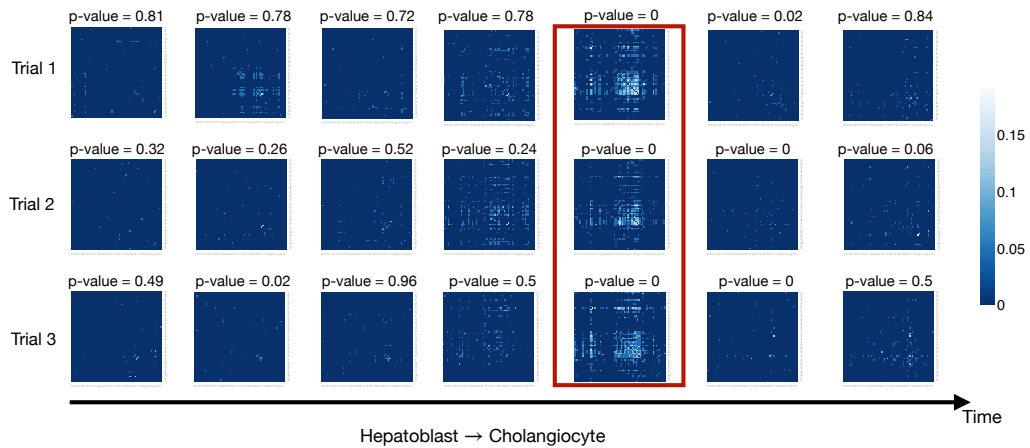 p-value = 0.81 p-value = 0.78 p-value = 0.72 p-value = 0.78 p-value = 0 p-value = 0.02 p-value = 0.84
Trial 1
p-value = 0.32 p-value = 0.26 p-value = 0.52 p-value = 0.24 p-value = 0 p-value = 0 p-value = 0.06
Trial 2
p-value = 0.49 p-value = 0.02 p-value = 0.96 p-value = 0.5 p-value = 0 p-value = 0 p-value = 0.5
Trial 3
0.15
0.1
0.05
0
Time
Hepatoblast → Cholangiocyte